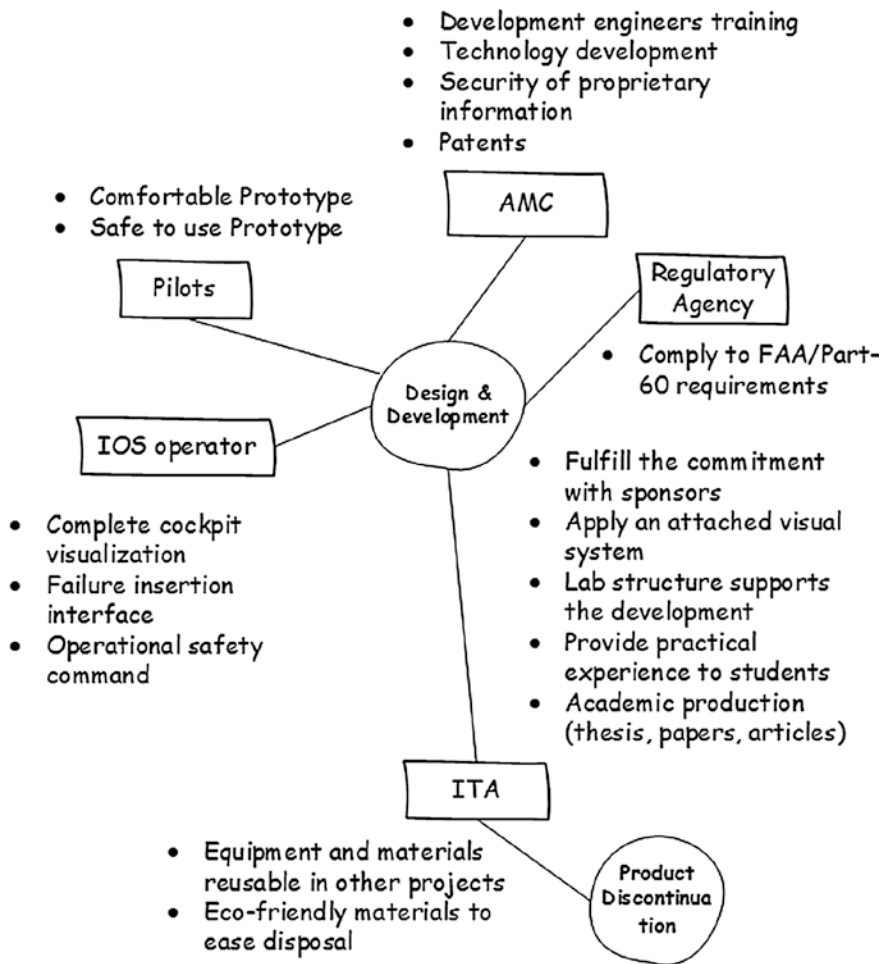 • Development engineers training
• Technology development
• Security of proprietary
information
• Patents
AMC
• Comfortable Prototype
• Safe to use Prototype
Pilots
Regulatory
Agency
• Comply to FAA/Part-
60 requirements
Design &
Development
IOS operator
• Complete cockpit
visualization
• Failure insertion
interface
• Operational safety
command
• Fulfill the commitment
with sponsors
• Apply an attached visual
system
• Lab structure supports
the development
• Provide practical
experience to students
• Academic production
(thesis, papers, articles)
ITA
• Equipment and materials
reusable in other projects
• Eco-friendly materials to
ease disposal
Product
Discontinua
tion